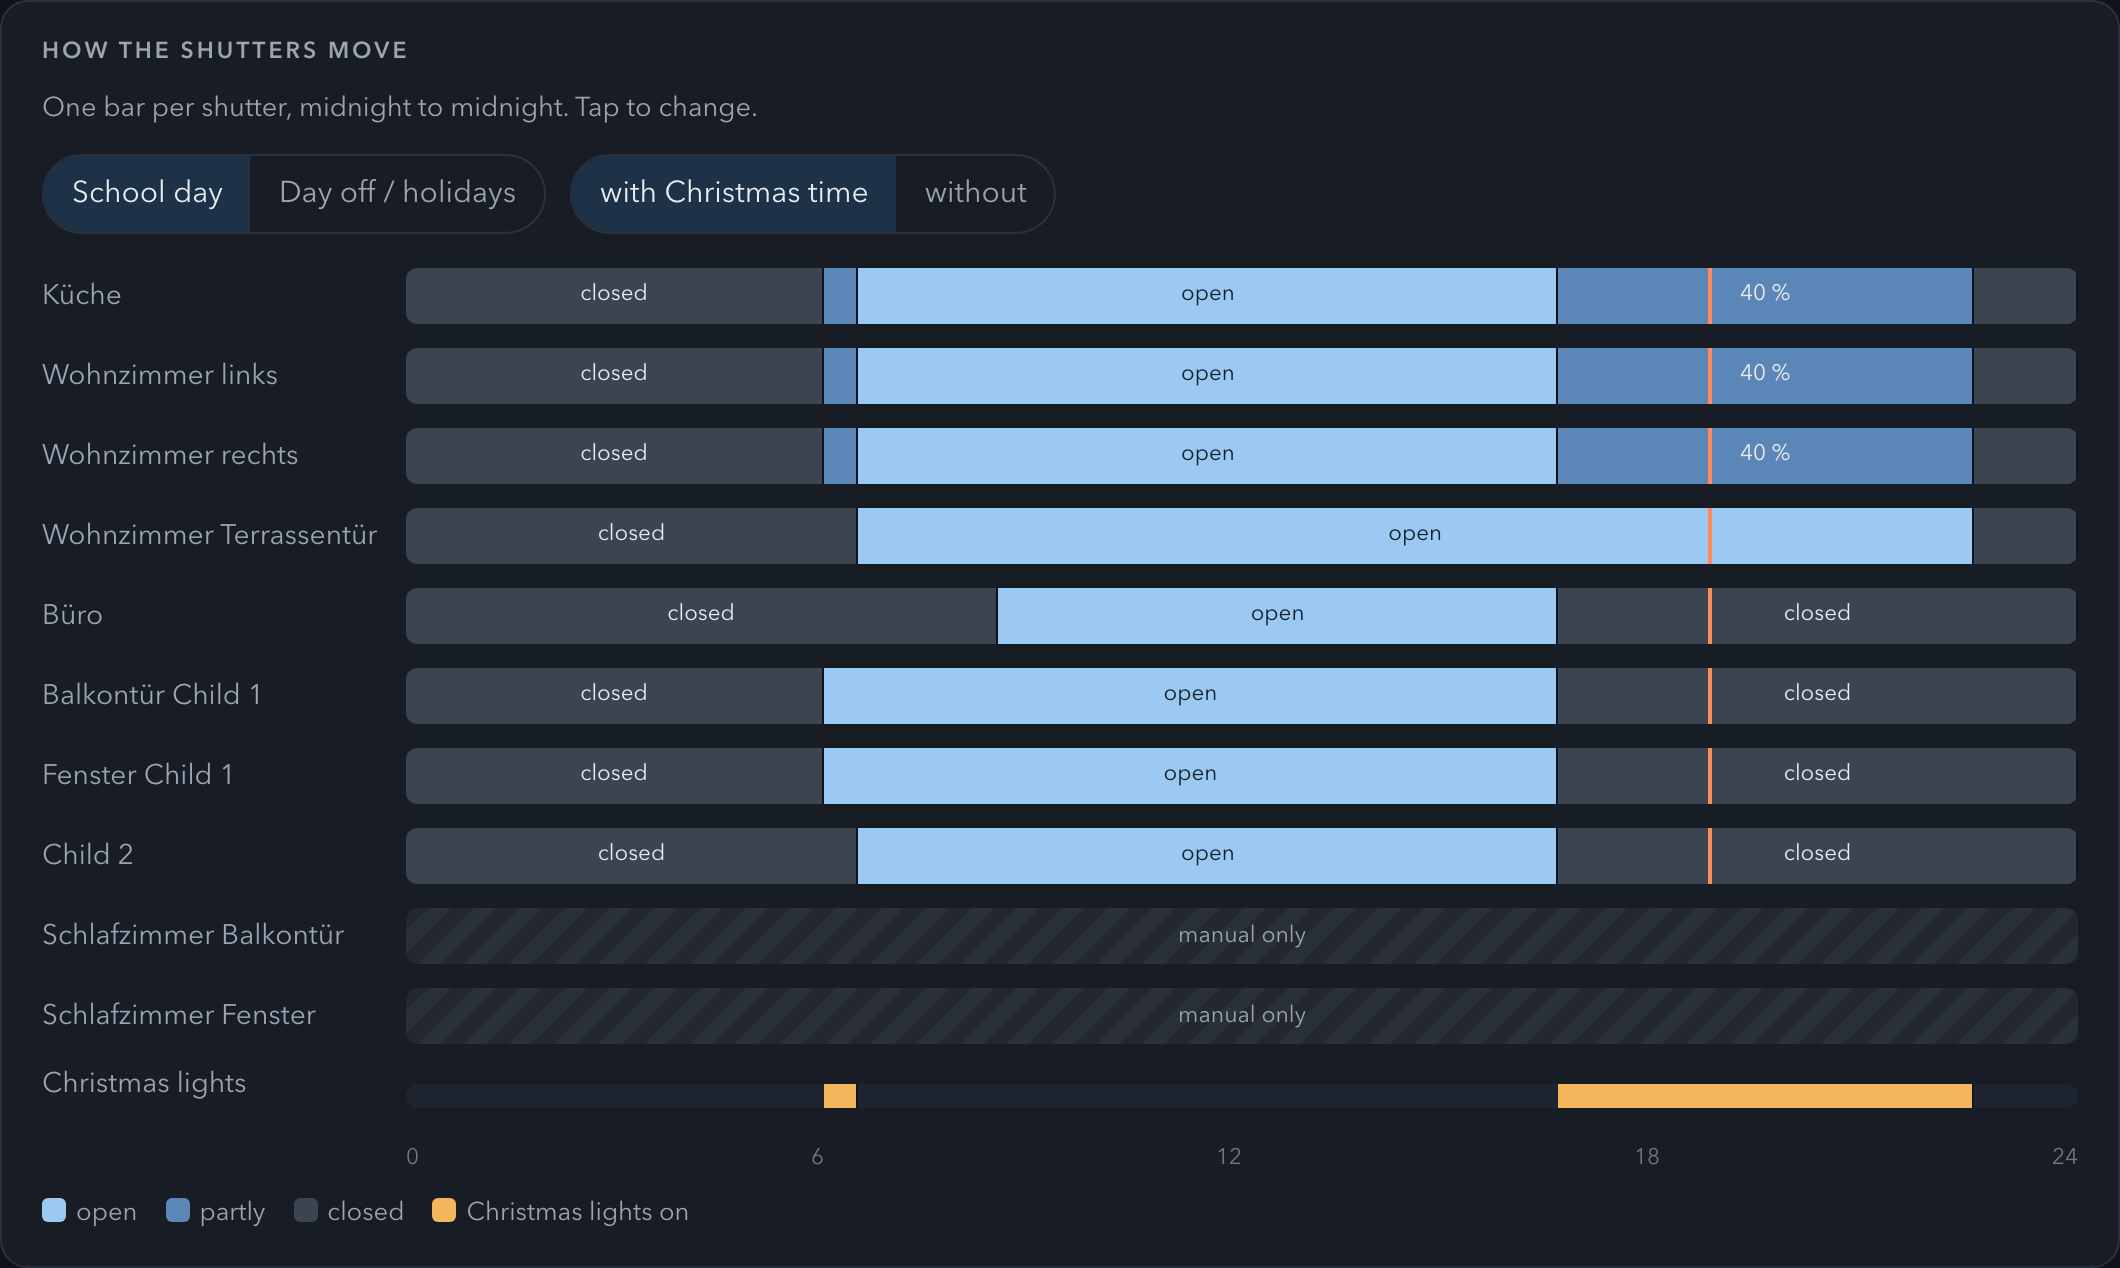 HOW THE SHUTTERS MOVE
One bar per shutter, midnight to midnight. Tap to change.
School day Day off / holidays with Christmas time without
Küche closed open 40 %
Wohnzimmer links closed open 40 %
Wohnzimmer rechts closed open 40 %
Wohnzimmer Terrassentür closed open
Büro closed open closed
Balkontür Child 1 closed open closed
Fenster Child 1 closed open closed
Child 2 closed open closed
Schlafzimmer Balkontür manual only
Schlafzimmer Fenster manual only
Christmas lights
0 6 12 18 24
open partly closed Christmas lights on